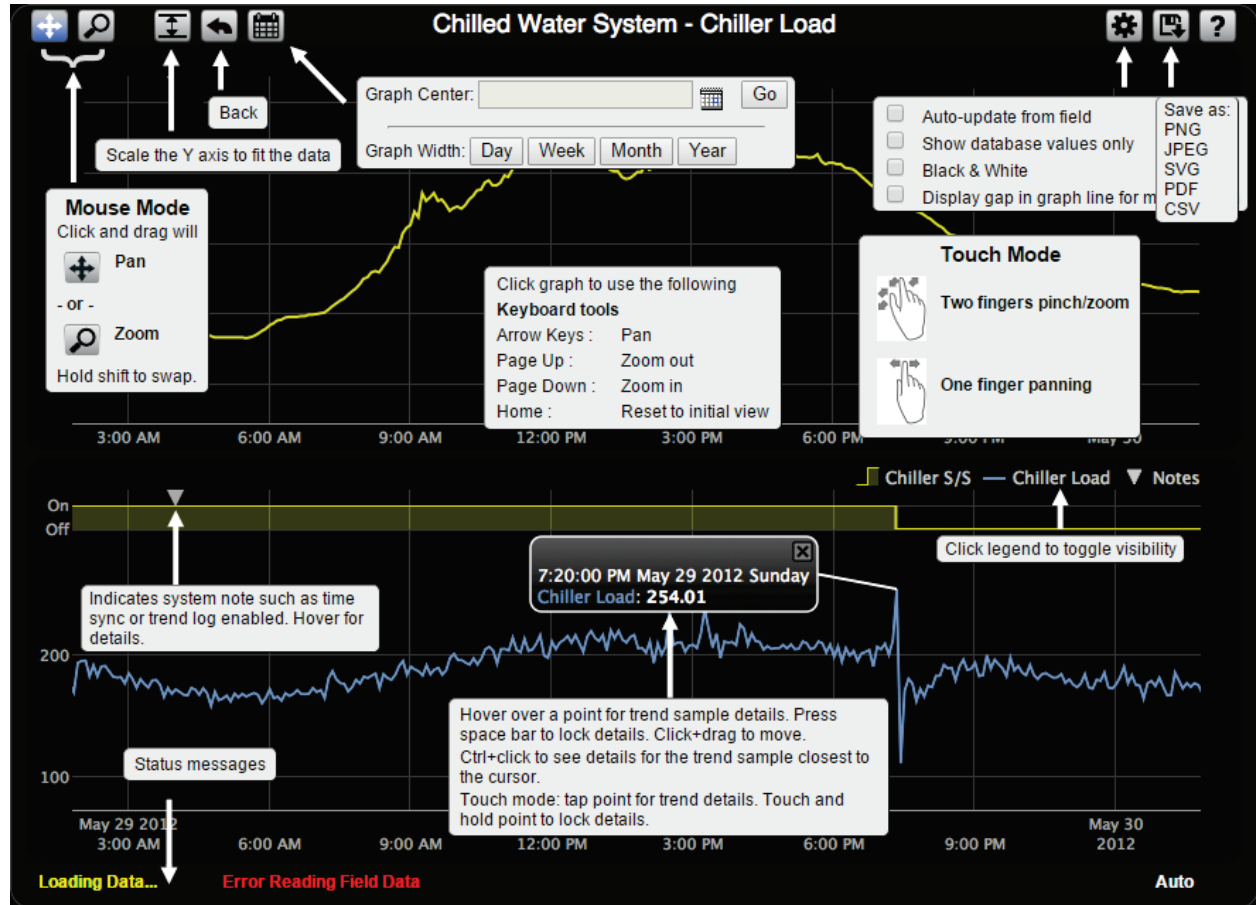 Chilled Water System - Chiller Load
?
Graph Center:
Go
Graph Width: Day Week Month Year
Back
Scale the Y axis to fit the data
Auto-update from field
Show database values only
Black & White
Display gap in graph line for m
Save as:
PNG
JPEG
SVG
PDF
CSV
Mouse Mode
Click and drag will
Pan
- or -
Zoom
Hold shift to swap.
Click graph to use the following
Keyboard tools
Arrow Keys : Pan
Page Up : Zoom out
Page Down : Zoom in
Home : Reset to initial view
Touch Mode
Two fingers pinch/zoom
One finger panning
3:00 AM 6:00 AM 9:00 AM 12:00 PM 3:00 PM 6:00 PM 9:00 PM May 30
Chiller S/S Chiller Load Notes
On
Off
Click legend to toggle visibility
7:20:00 PM May 29 2012 Sunday
Chiller Load: 254.01
Indicates system note such as time
sync or trend log enabled. Hover for
details.
200
Hover over a point for trend sample details. Press
space bar to lock details. Click+drag to move.
Ctrl+click to see details for the trend sample closest to
the cursor.
Touch mode: tap point for trend details. Touch and
hold point to lock details.
Status messages
100
May 29 2012 May 30
3:00 AM 6:00 AM 9:00 AM 12:00 PM 3:00 PM 6:00 PM 9:00 PM 2012
Loading Data... Error Reading Field Data Auto